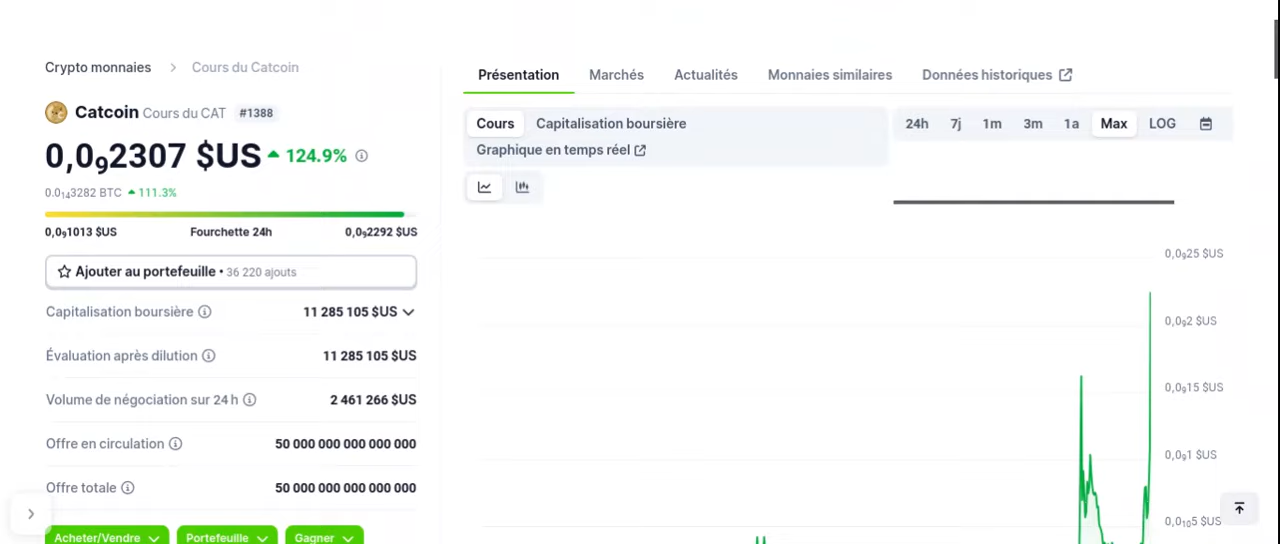 Crypto monnaies > Cours du Catcoin
Catcoin Cours du CAT #1388
0,0₉2307 $US 124.9%
0.0₁₄3282 BTC 111.3%
0,0₉1013 $US Fourchette 24h 0,0₉2292 $US
Ajouter au portefeuille • 36 220 ajouts
Capitalisation boursière 11 285 105 $US
Évaluation après dilution 11 285 105 $US
Volume de négociation sur 24 h 2 461 266 $US
Offre en circulation 50 000 000 000 000 000
Offre totale 50 000 000 000 000 000
Acheter/Vendre Portefeuille Gagner
Présentation Marchés Actualités Monnaies similaires Données historiques
Cours Capitalisation boursière
Graphique en temps réel
24h 7j 1m 3m 1a Max LOG
0,0₉25 $US
0,0₉2 $US
0,0₉15 $US
0,0₉1 $US
0,0₁₀5 $US